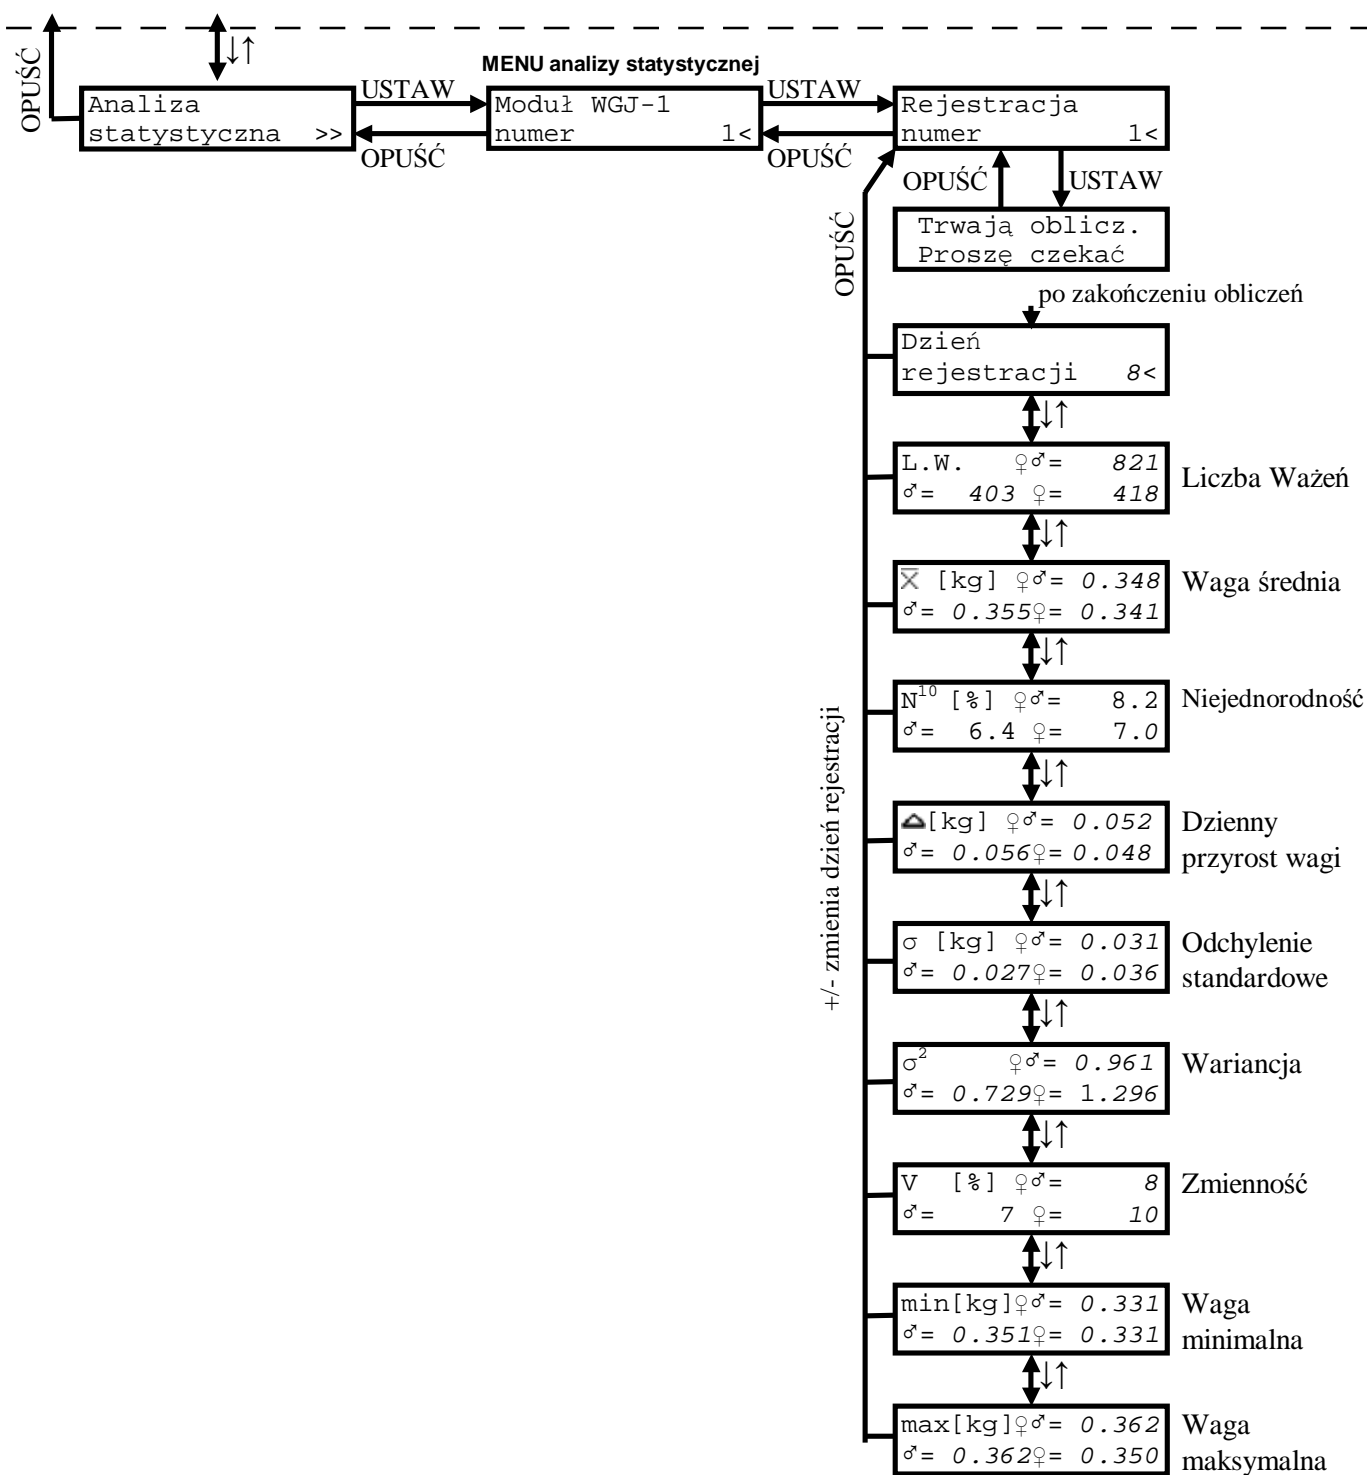 ↓↑
OPUŚĆ
MENU analizy statystycznej
Analiza
statystyczna >>
USTAW
OPUŚĆ
Moduł WGJ-1
numer 1<
USTAW
OPUŚĆ
Rejestracja
numer 1<
OPUŚĆ
USTAW
Trwają oblicz.
Proszę czekać
OPUŚĆ
po zakończeniu obliczeń
Dzień
rejestracji 8<
↓↑
L.W. ♀♂= 821
♂= 403 ♀= 418
Liczba Ważeń
↓↑
X̅ [kg] ♀♂= 0.348
♂= 0.355♀= 0.341
Waga średnia
↓↑
N¹⁰ [%] ♀♂= 8.2
♂= 6.4 ♀= 7.0
Niejednorodność
+/- zmienia dzień rejestracji
↓↑
△[kg] ♀♂= 0.052
♂= 0.056♀= 0.048
Dzienny
przyrost wagi
↓↑
σ [kg] ♀♂= 0.031
♂= 0.027♀= 0.036
Odchylenie
standardowe
↓↑
σ² ♀♂= 0.961
♂= 0.729♀= 1.296
Wariancja
↓↑
V [%] ♀♂= 8
♂= 7 ♀= 10
Zmienność
↓↑
min[kg]♀♂= 0.331
♂= 0.351♀= 0.331
Waga
minimalna
↓↑
max[kg]♀♂= 0.362
♂= 0.362♀= 0.350
Waga
maksymalna